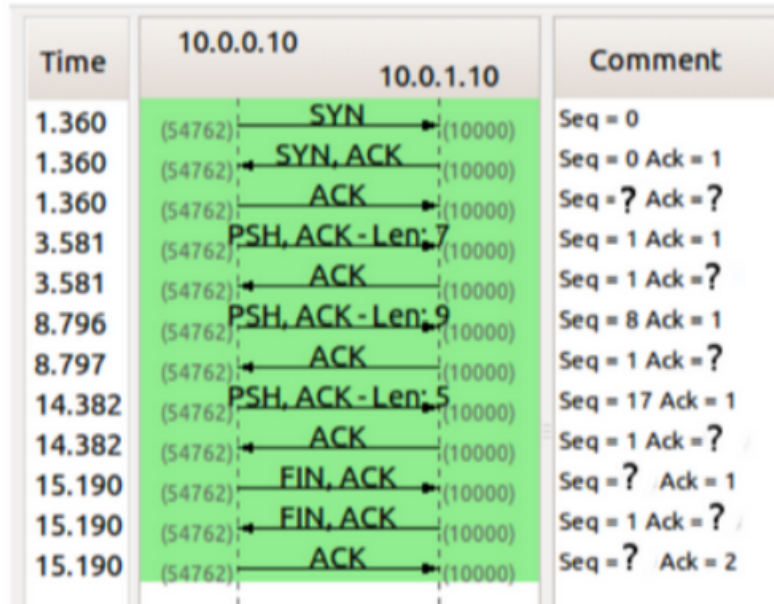 Time 10.0.0.10 10.0.1.10 Comment
1.360 (54762) SYN (10000) Seq = 0
1.360 (54762) SYN, ACK (10000) Seq = 0 Ack = 1
1.360 (54762) ACK (10000) Seq = ? Ack = ?
3.581 (54762) PSH, ACK - Len: 7 (10000) Seq = 1 Ack = 1
3.581 (54762) ACK (10000) Seq = 1 Ack = ?
8.796 (54762) PSH, ACK - Len: 9 (10000) Seq = 8 Ack = 1
8.797 (54762) ACK (10000) Seq = 1 Ack = ?
14.382 (54762) PSH, ACK - Len: 5 (10000) Seq = 17 Ack = 1
14.382 (54762) ACK (10000) Seq = 1 Ack = ?
15.190 (54762) FIN, ACK (10000) Seq = ? Ack = 1
15.190 (54762) FIN, ACK (10000) Seq = 1 Ack = ?
15.190 (54762) ACK (10000) Seq = ? Ack = 2